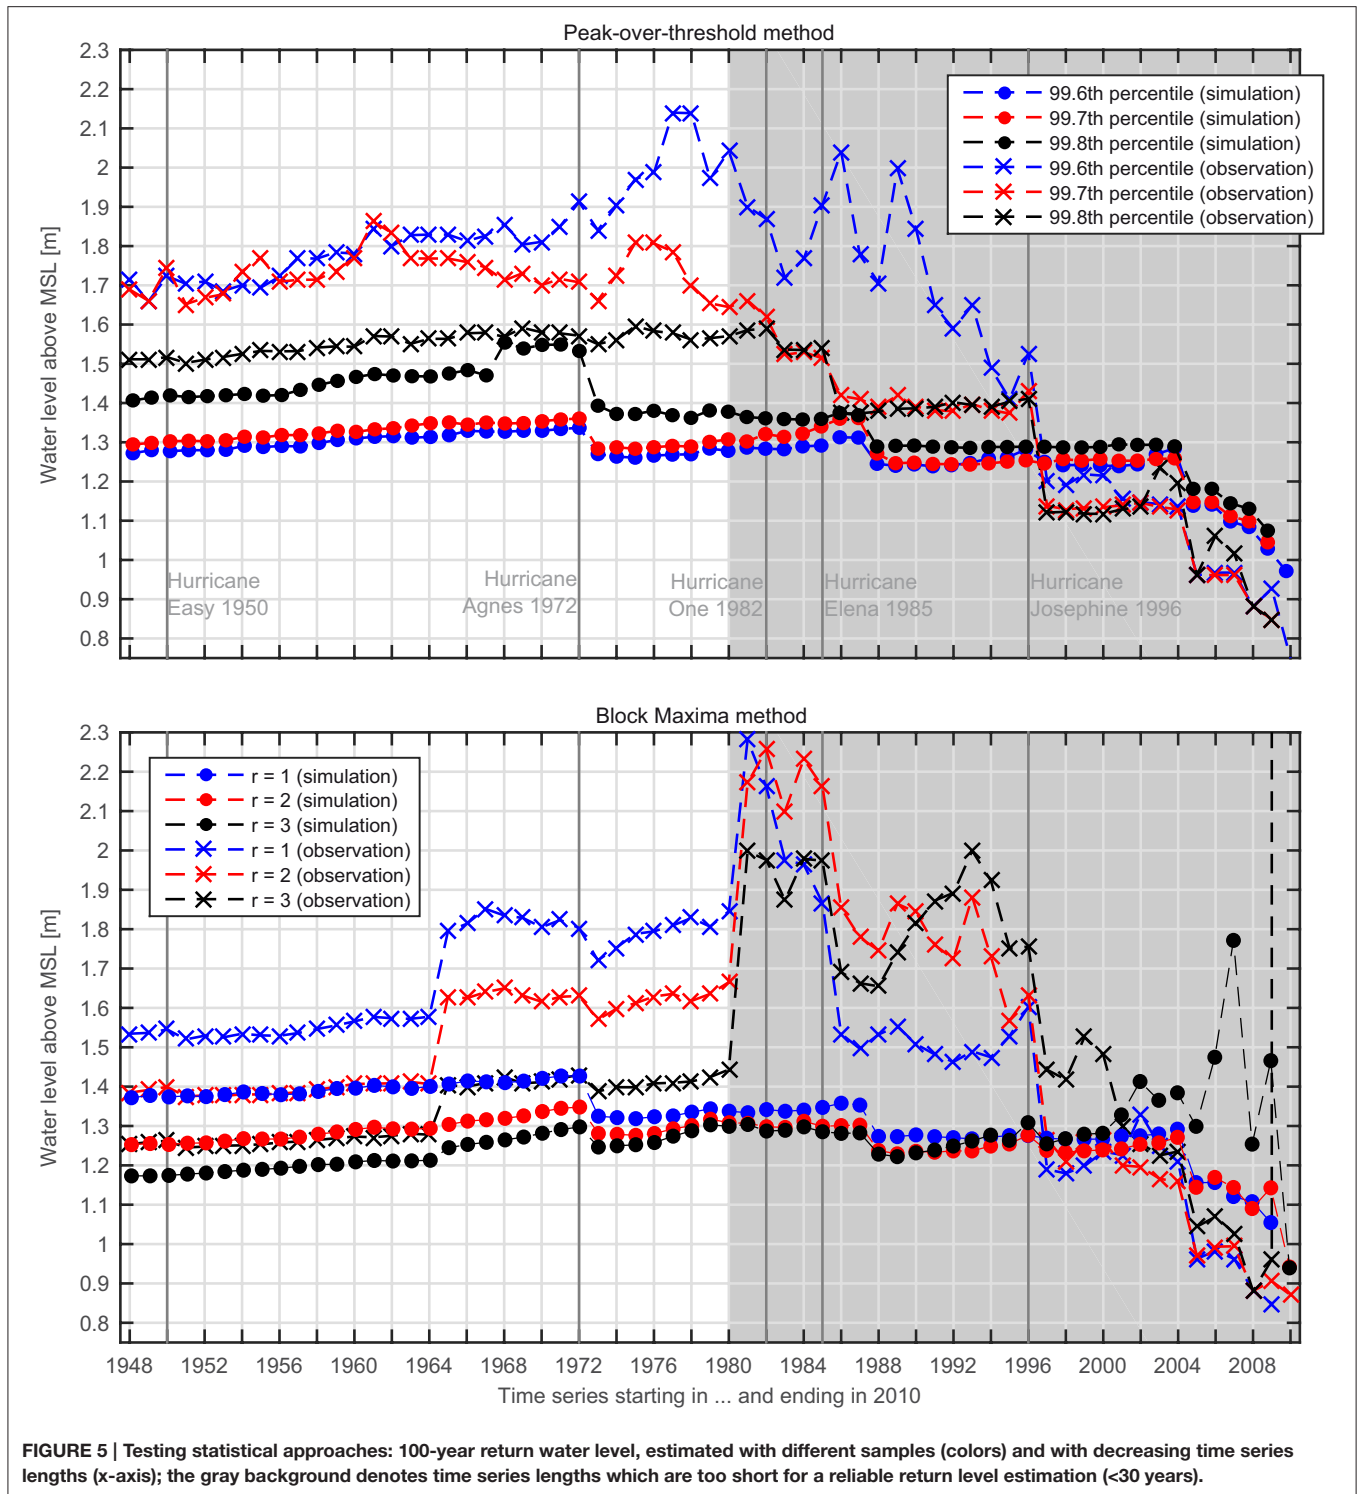 Peak-over-threshold method
2.3
2.2
2.1
2
1.9
1.8
1.7
1.6
1.5
1.4
1.3
1.2
1.1
1
0.9
0.8
Water level above MSL [m]
99.6th percentile (simulation)
99.7th percentile (simulation)
99.8th percentile (simulation)
99.6th percentile (observation)
99.7th percentile (observation)
99.8th percentile (observation)
Hurricane
Easy 1950
Hurricane
Agnes 1972
Hurricane
One 1982
Hurricane
Elena 1985
Hurricane
Josephine 1996
Block Maxima method
2.3
2.2
2.1
2
1.9
1.8
1.7
1.6
1.5
1.4
1.3
1.2
1.1
1
0.9
0.8
Water level above MSL [m]
r = 1 (simulation)
r = 2 (simulation)
r = 3 (simulation)
r = 1 (observation)
r = 2 (observation)
r = 3 (observation)
1948 1952 1956 1960 1964 1968 1972 1976 1980 1984 1988 1992 1996 2000 2004 2008
Time series starting in ... and ending in 2010
FIGURE 5 | Testing statistical approaches: 100-year return water level, estimated with different samples (colors) and with decreasing time series
lengths (x-axis); the gray background denotes time series lengths which are too short for a reliable return level estimation (<30 years).